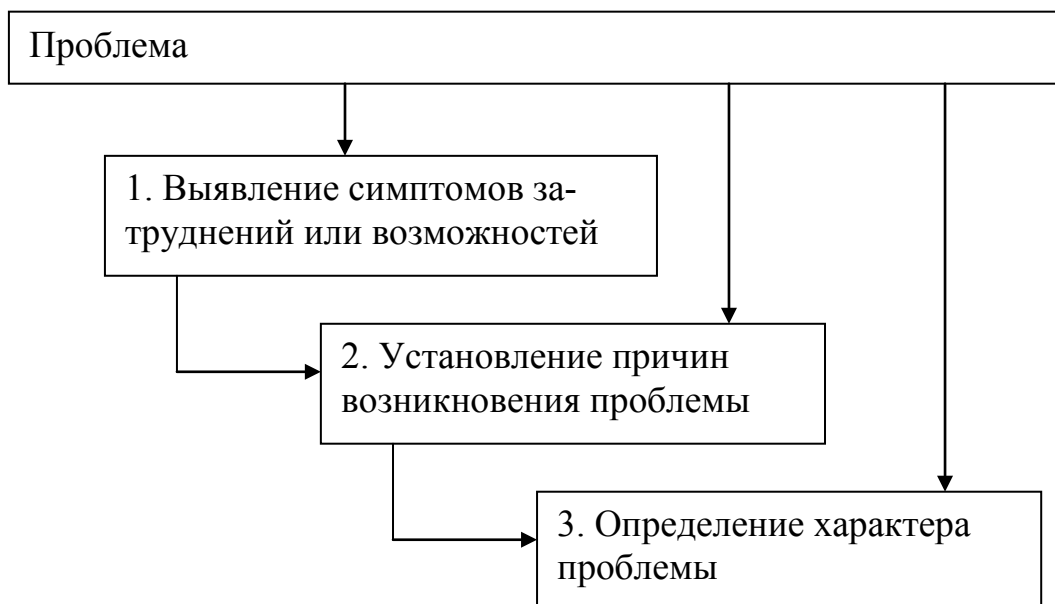 Проблема
1. Выявление симптомов за-
труднений или возможностей
2. Установление причин
возникновения проблемы
3. Определение характера
проблемы